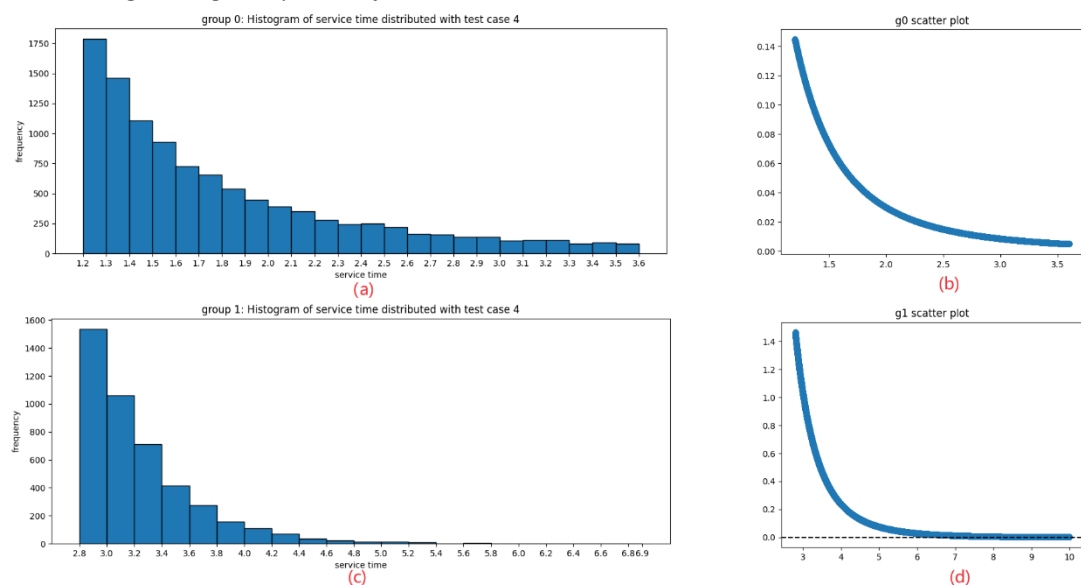 group 0: Histogram of service time distributed with test case 4
1750
1500
1250
1000
750
500
250
0
frequency
1.2 1.3 1.4 1.5 1.6 1.7 1.8 1.9 2.0 2.1 2.2 2.3 2.4 2.5 2.6 2.7 2.8 2.9 3.0 3.1 3.2 3.3 3.4 3.5 3.6
service time
(a)
g0 scatter plot
0.14
0.12
0.10
0.08
0.06
0.04
0.02
0.00
1.5 2.0 2.5 3.0 3.5
(b)
group 1: Histogram of service time distributed with test case 4
1600
1400
1200
1000
800
600
400
200
0
frequency
2.8 3.0 3.2 3.4 3.6 3.8 4.0 4.2 4.4 4.6 4.8 5.0 5.2 5.4 5.6 5.8 6.0 6.2 6.4 6.6 6.86.9
service time
(c)
g1 scatter plot
1.4
1.2
1.0
0.8
0.6
0.4
0.2
0.0
3 4 5 6 7 8 9 10
(d)